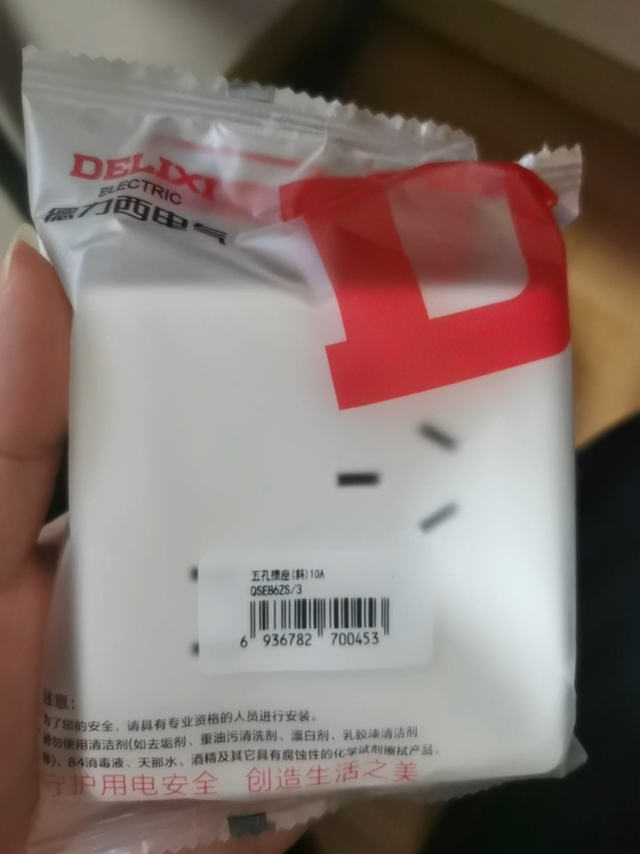 DELIXI
ELECTRIC
德力西电气
五孔插座(斜)10A
QSE86ZS/3
6 936782 700453
注意：
为了您的安全，请具有专业资格的人员进行安装。
请勿使用清洁剂(如去垢剂、重油污清洗剂、漂白剂、乳胶漆清洁剂
等)、84消毒液、天那水、酒精及其它具有腐蚀性的化学试剂擦拭产品。
守护用电安全 创造生活之美